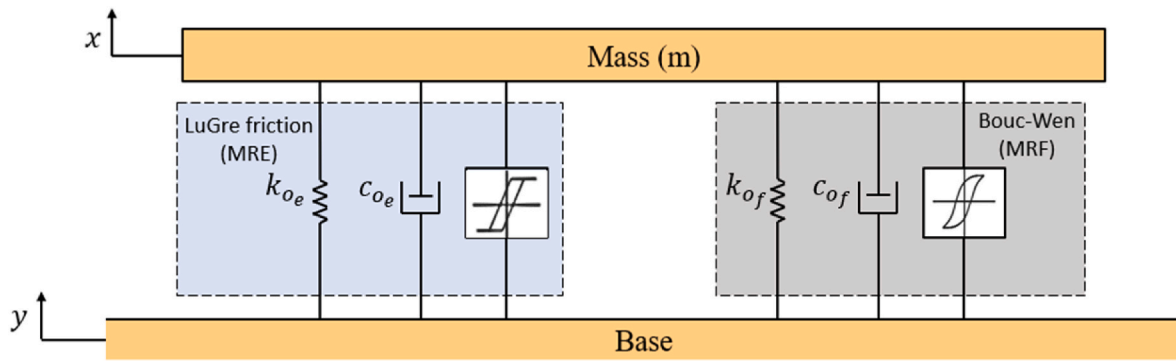 x
Mass (m)
LuGre friction
(MRE)
Bouc-Wen
(MRF)
k_{o_e}
c_{o_e}
k_{o_f}
c_{o_f}
y
Base